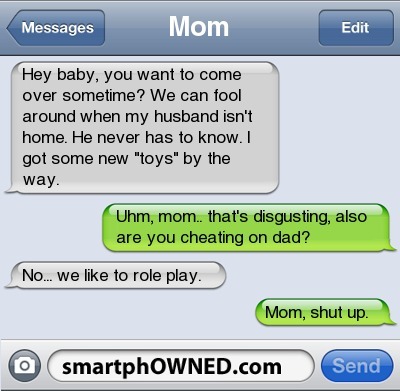 Messages
Mom
Edit
Hey baby, you want to come
over sometime? We can fool
around when my husband isn't
home. He never has to know. I
got some new "toys" by the
way.
Uhm, mom.. that's disgusting, also
are you cheating on dad?
No... we like to role play.
Mom, shut up.
smartphOWNED.com
Send